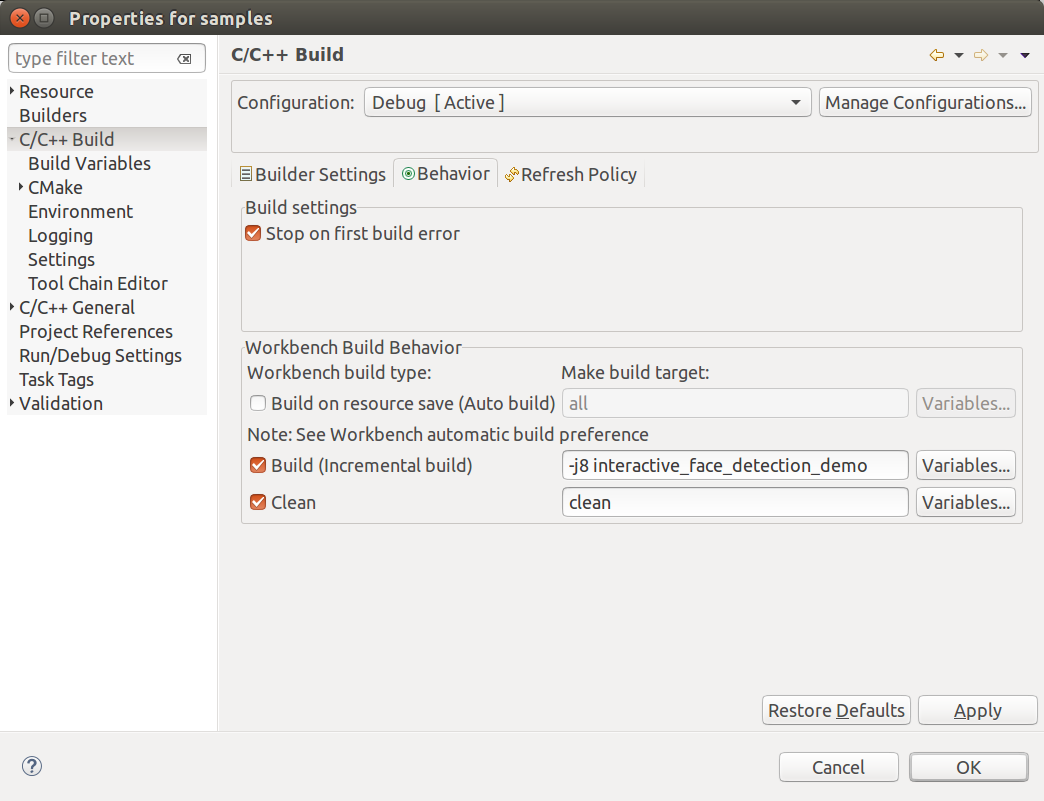 Properties for samples
type filter text
Resource
Builders
C/C++ Build
Build Variables
CMake
Environment
Logging
Settings
Tool Chain Editor
C/C++ General
Project References
Run/Debug Settings
Task Tags
Validation
C/C++ Build
Configuration: Debug [ Active ] Manage Configurations...
Builder Settings Behavior Refresh Policy
Build settings
Stop on first build error
Workbench Build Behavior
Workbench build type: Make build target:
Build on resource save (Auto build) all Variables...
Note: See Workbench automatic build preference
Build (Incremental build) -j8 interactive_face_detection_demo Variables...
Clean clean Variables...
Restore Defaults Apply
? Cancel OK